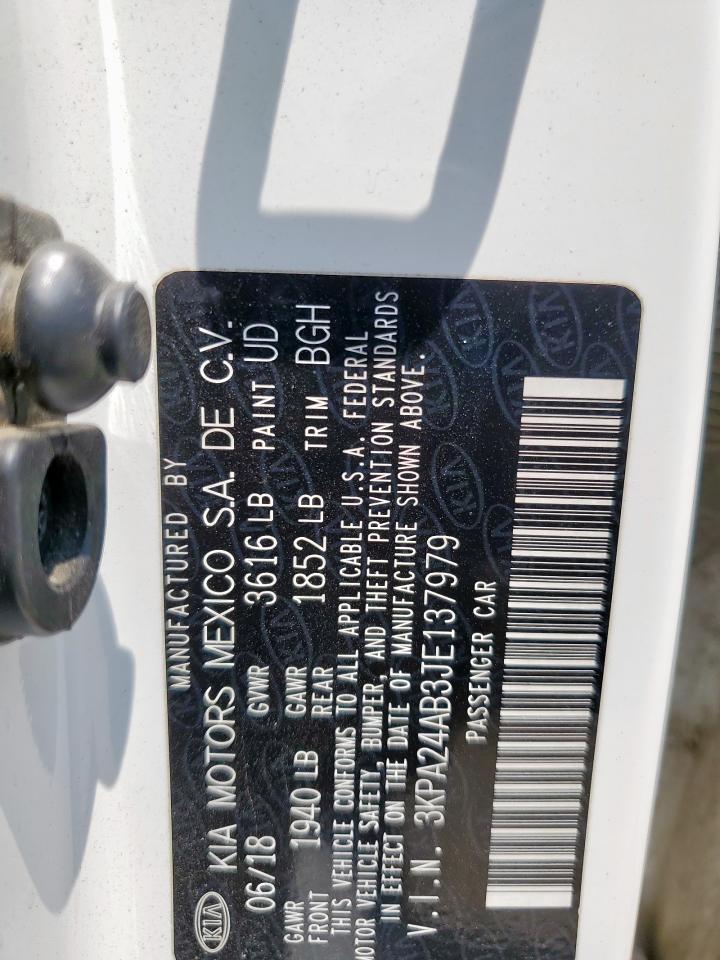 MANUFACTURED BY
KIA KIA MOTORS MEXICO S.A. DE C.V.
06/18 GVWR 3616 LB PAINT UD
GAWR FRONT 1940 LB GAWR REAR 1852 LB TRIM BGH
THIS VEHICLE CONFORMS TO ALL APPLICABLE U.S.A. FEDERAL
MOTOR VEHICLE SAFETY, BUMPER, AND THEFT PREVENTION STANDARDS
IN EFFECT ON THE DATE OF MANUFACTURE SHOWN ABOVE.
V.I.N. 3KPA24AB3JE137979
PASSENGER CAR